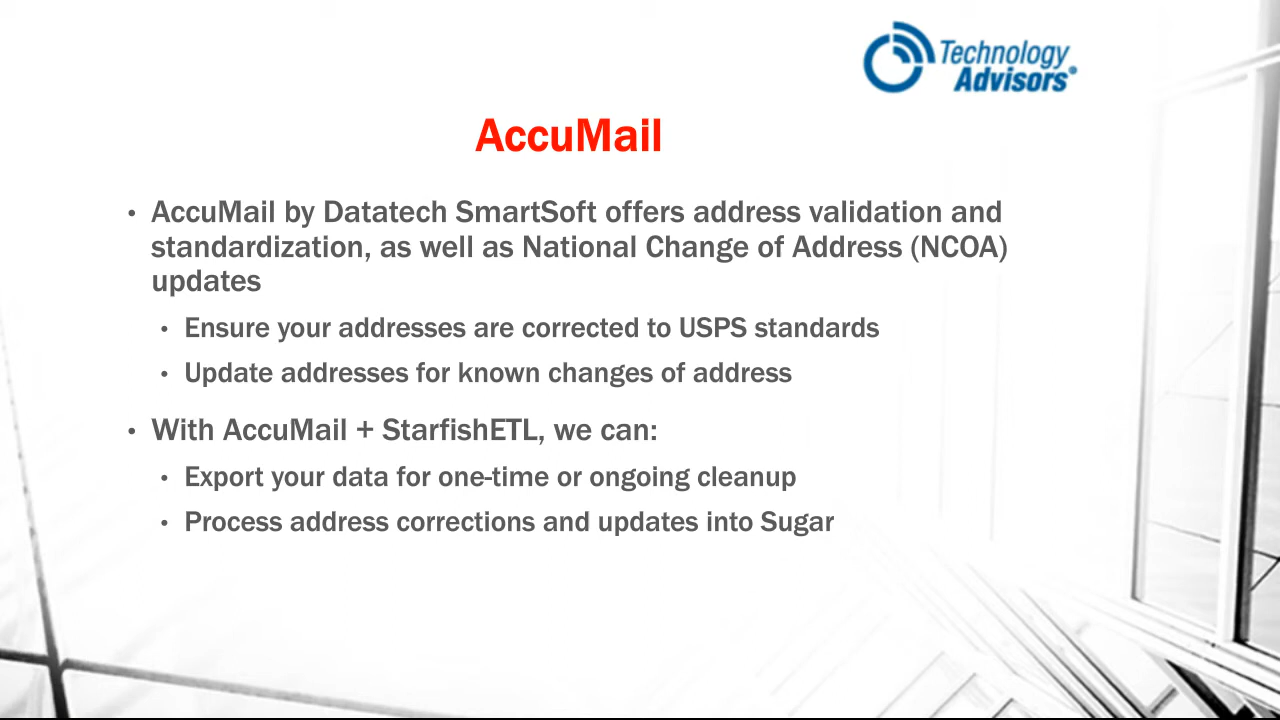 Technology
Advisors®
AccuMail
• AccuMail by Datatech SmartSoft offers address validation and
standardization, as well as National Change of Address (NCOA)
updates
• Ensure your addresses are corrected to USPS standards
• Update addresses for known changes of address
• With AccuMail + StarfishETL, we can:
• Export your data for one-time or ongoing cleanup
• Process address corrections and updates into Sugar